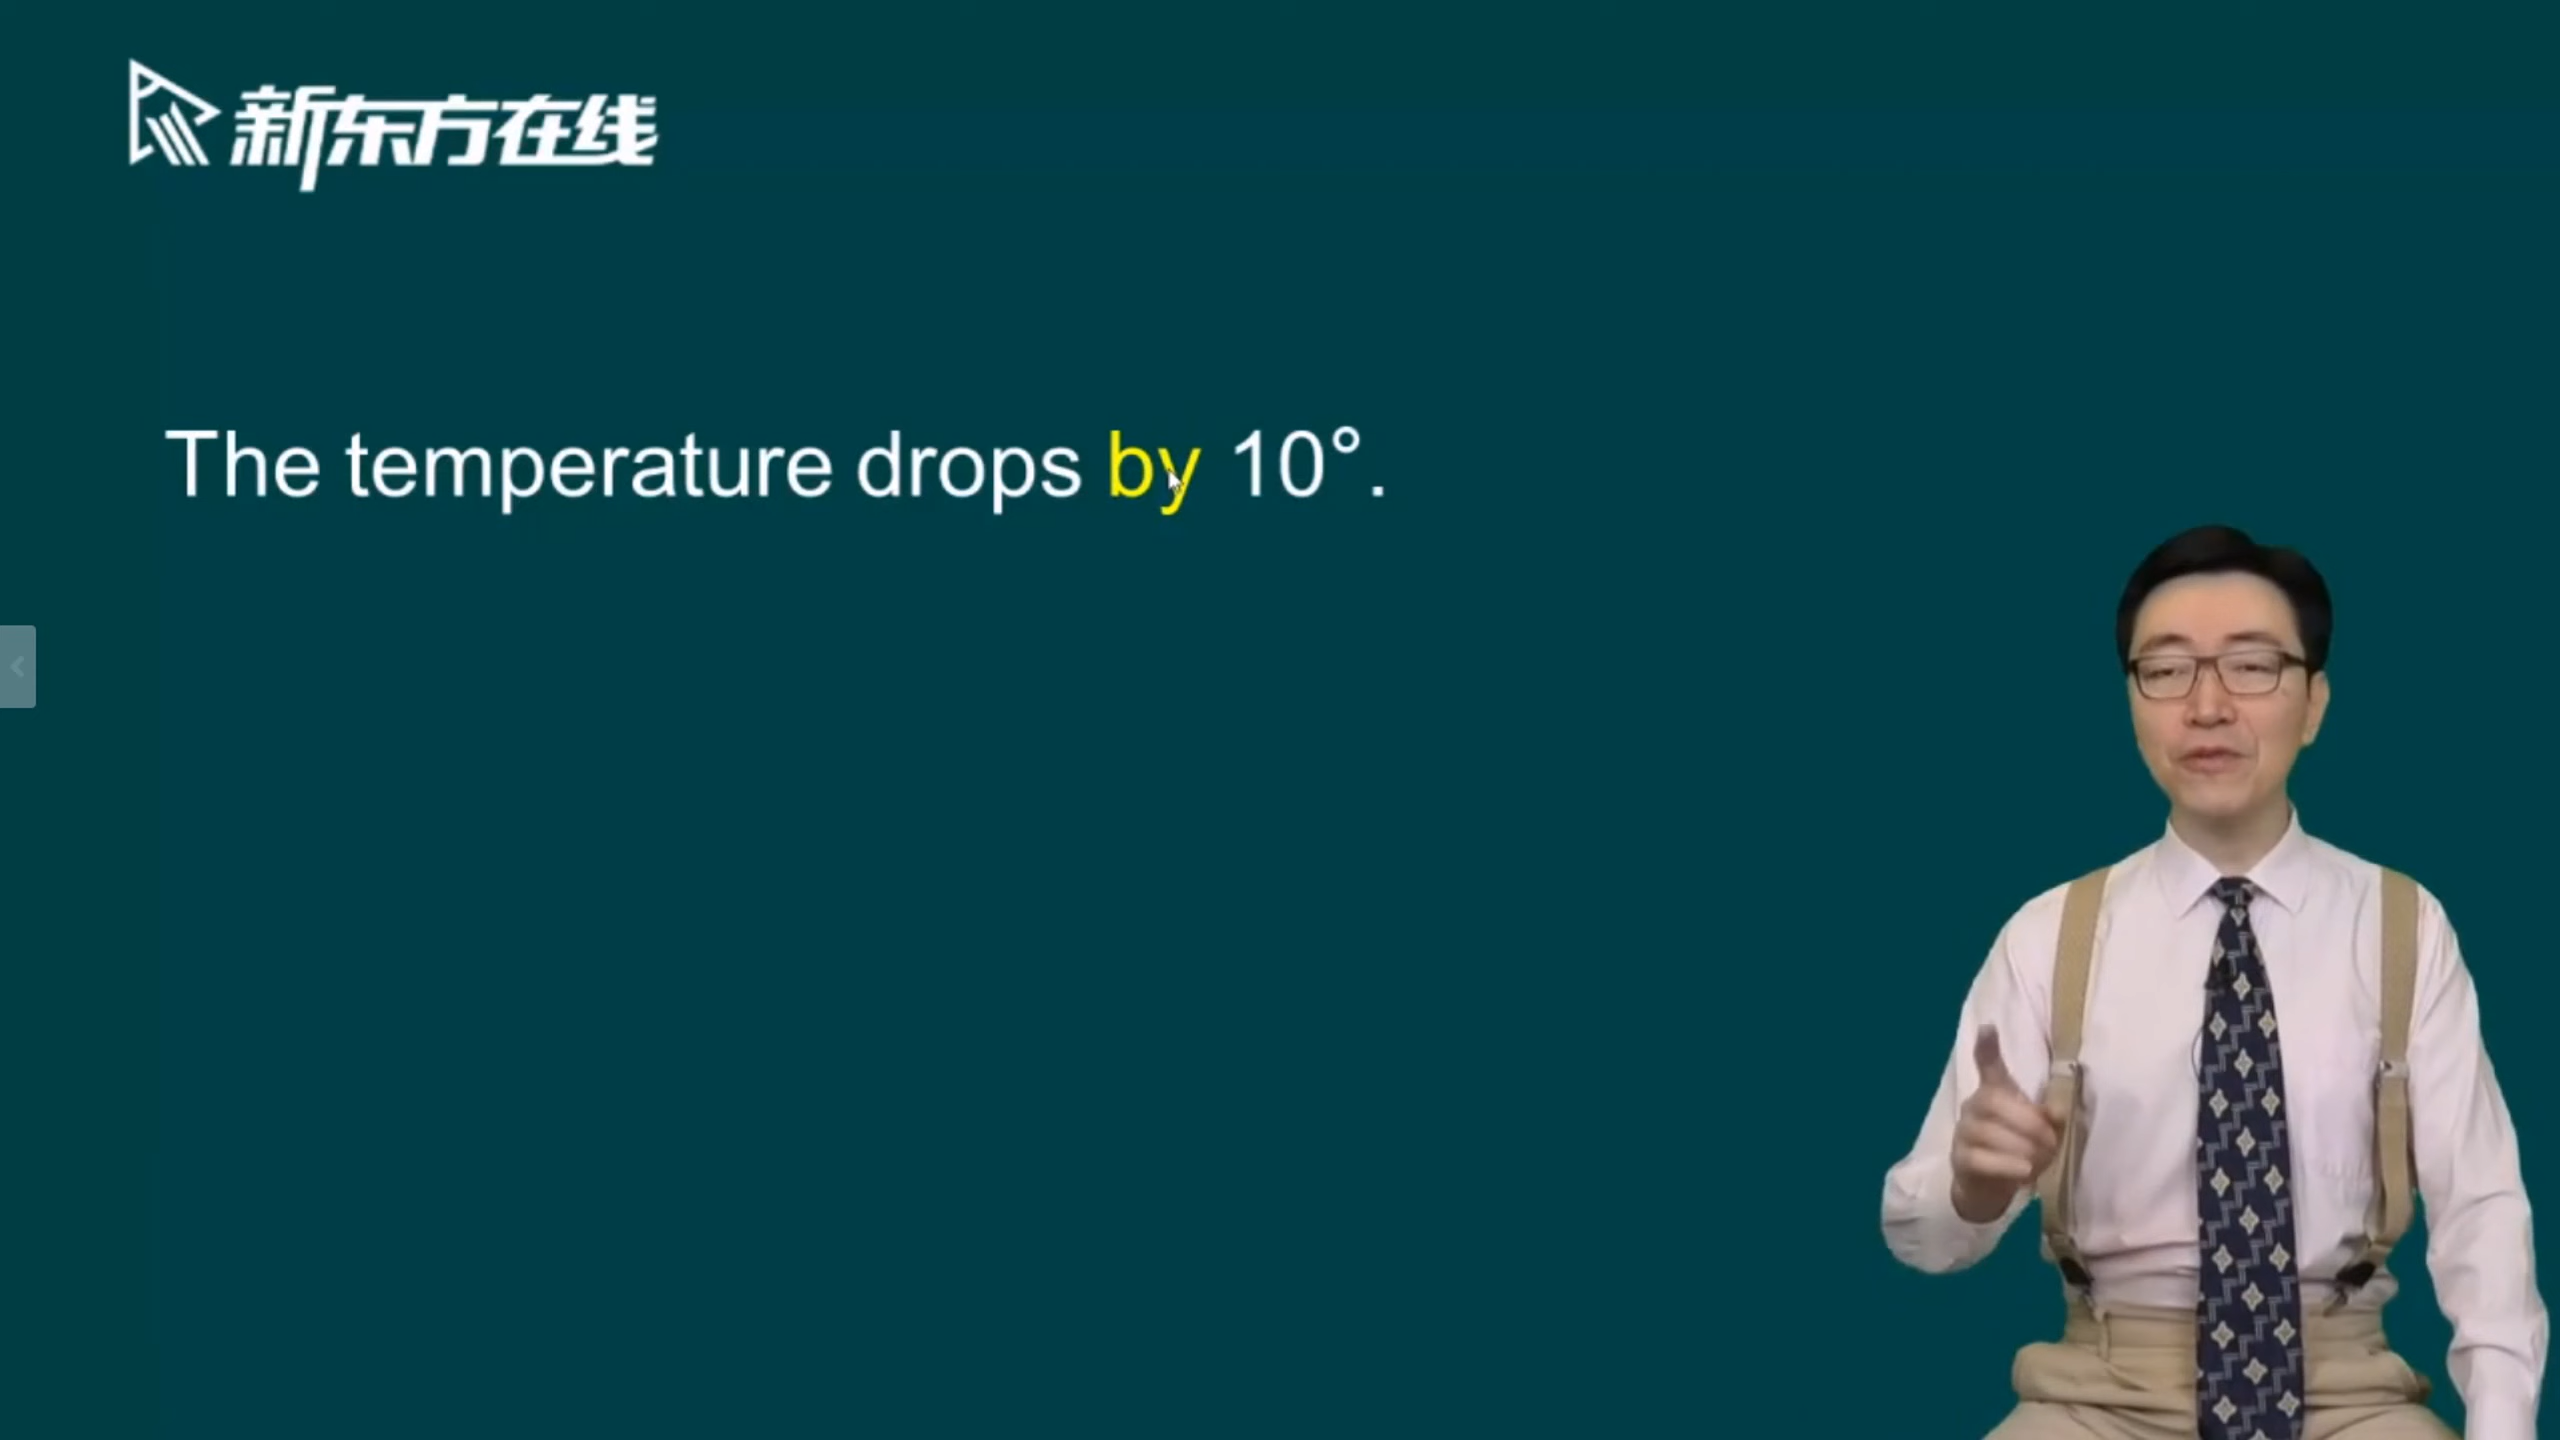 新东方在线
The temperature drops by 10°.